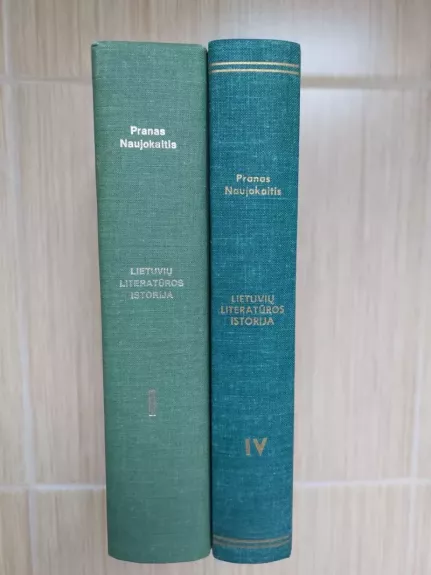 Pranas
Naujokaitis
LIETUVIŲ
LITERATŪROS
ISTORIJA
I
Pranas
Naujokaitis
LIETUVIŲ
LITERATŪROS
ISTORIJA
IV